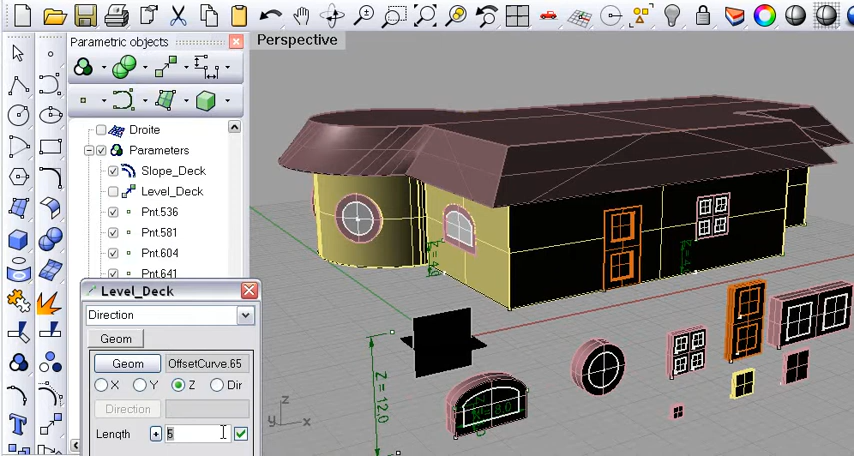 Parametric objects
Perspective
Droite
Parameters
Slope_Deck
Level_Deck
Pnt.536
Pnt.581
Pnt.604
Pnt.641
Level_Deck
Direction
Geom
Geom OffsetCurve.65
X Y Z Dir
Direction
Length + 5
Z = 12.0
z
y x